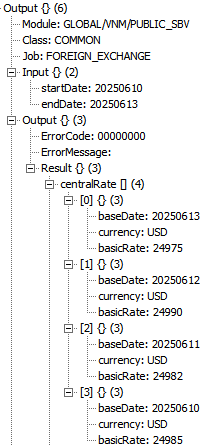 Output {} (6)
Module: GLOBAL/VNM/PUBLIC_SBV
Class: COMMON
Job: FOREIGN_EXCHANGE
Input {} (2)
startDate: 20250610
endDate: 20250613
Output {} (3)
ErrorCode: 00000000
ErrorMessage:
Result {} (3)
centralRate [] (4)
[0] {} (3)
baseDate: 20250613
currency: USD
basicRate: 24975
[1] {} (3)
baseDate: 20250612
currency: USD
basicRate: 24990
[2] {} (3)
baseDate: 20250611
currency: USD
basicRate: 24982
[3] {} (3)
baseDate: 20250610
currency: USD
basicRate: 24985